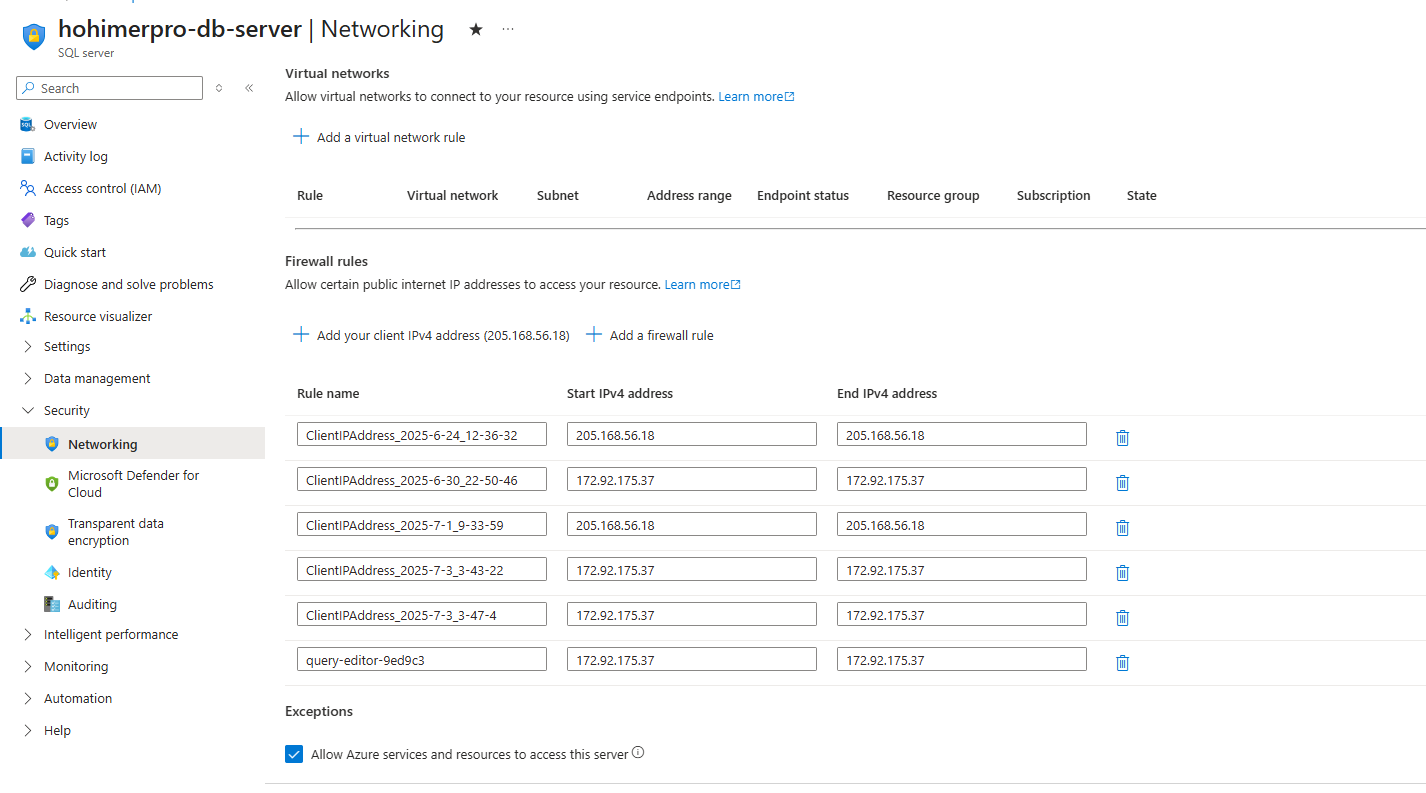 hohimerpro-db-server | Networking
SQL server
Search
Overview
Activity log
Access control (IAM)
Tags
Quick start
Diagnose and solve problems
Resource visualizer
Settings
Data management
Security
Networking
Microsoft Defender for
Cloud
Transparent data
encryption
Identity
Auditing
Intelligent performance
Monitoring
Automation
Help
Virtual networks
Allow virtual networks to connect to your resource using service endpoints. Learn more
Add a virtual network rule
Rule Virtual network Subnet Address range Endpoint status Resource group Subscription State
Firewall rules
Allow certain public internet IP addresses to access your resource. Learn more
Add your client IPv4 address (205.168.56.18) Add a firewall rule
Rule name Start IPv4 address End IPv4 address
ClientIPAddress_2025-6-24_12-36-32 205.168.56.18 205.168.56.18
ClientIPAddress_2025-6-30_22-50-46 172.92.175.37 172.92.175.37
ClientIPAddress_2025-7-1_9-33-59 205.168.56.18 205.168.56.18
ClientIPAddress_2025-7-3_3-43-22 172.92.175.37 172.92.175.37
ClientIPAddress_2025-7-3_3-47-4 172.92.175.37 172.92.175.37
query-editor-9ed9c3 172.92.175.37 172.92.175.37
Exceptions
Allow Azure services and resources to access this server